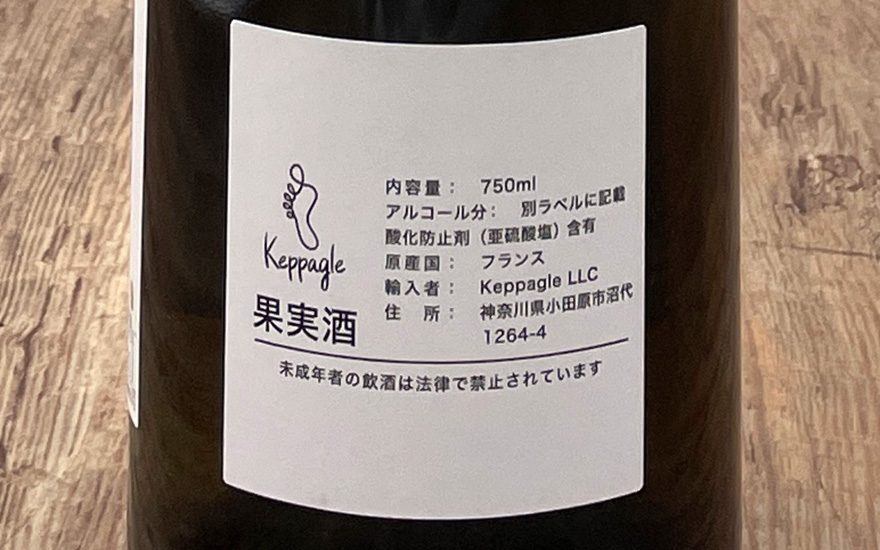 Keppagle
果実酒
内容量： 750ml
アルコール分： 別ラベルに記載
酸化防止剤（亜硫酸塩）含有
原産国： フランス
輸入者： Keppagle LLC
住　所： 神奈川県小田原市沼代
1264-4
未成年者の飲酒は法律で禁止されています